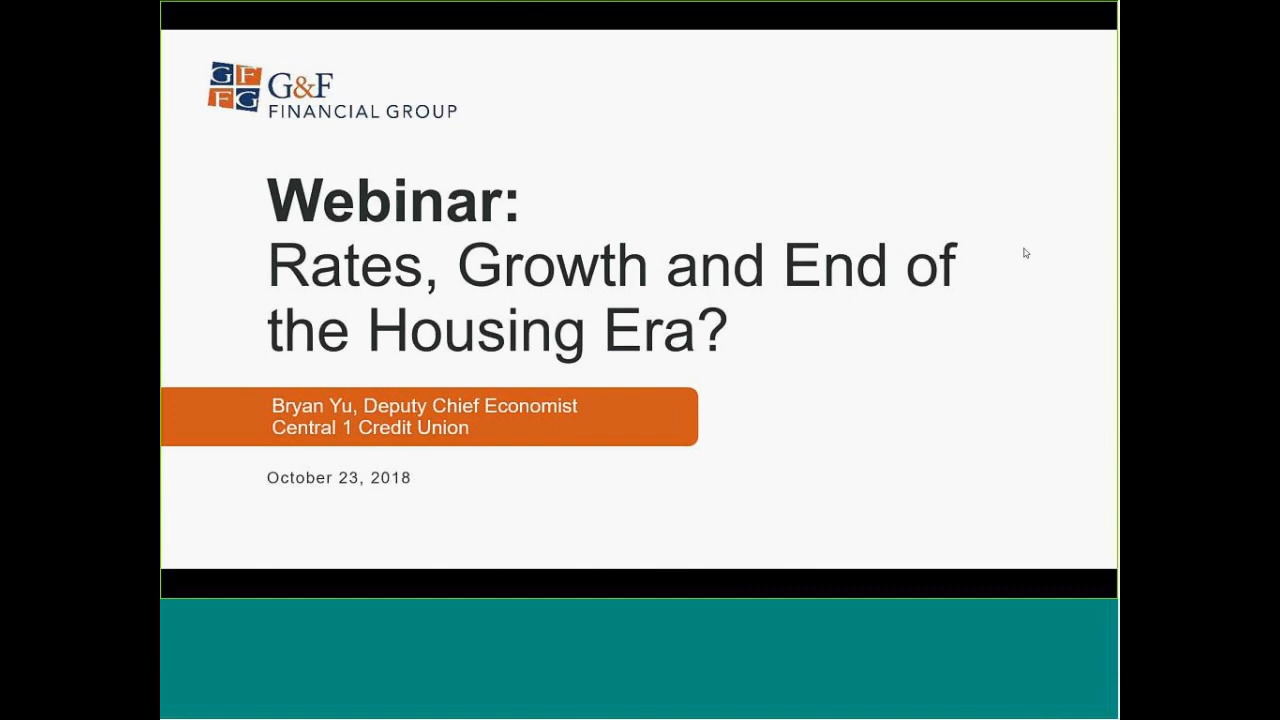 GF
FG
G&F
FINANCIAL GROUP
Webinar:
Rates, Growth and End of
the Housing Era?
Bryan Yu, Deputy Chief Economist
Central 1 Credit Union
October 23, 2018